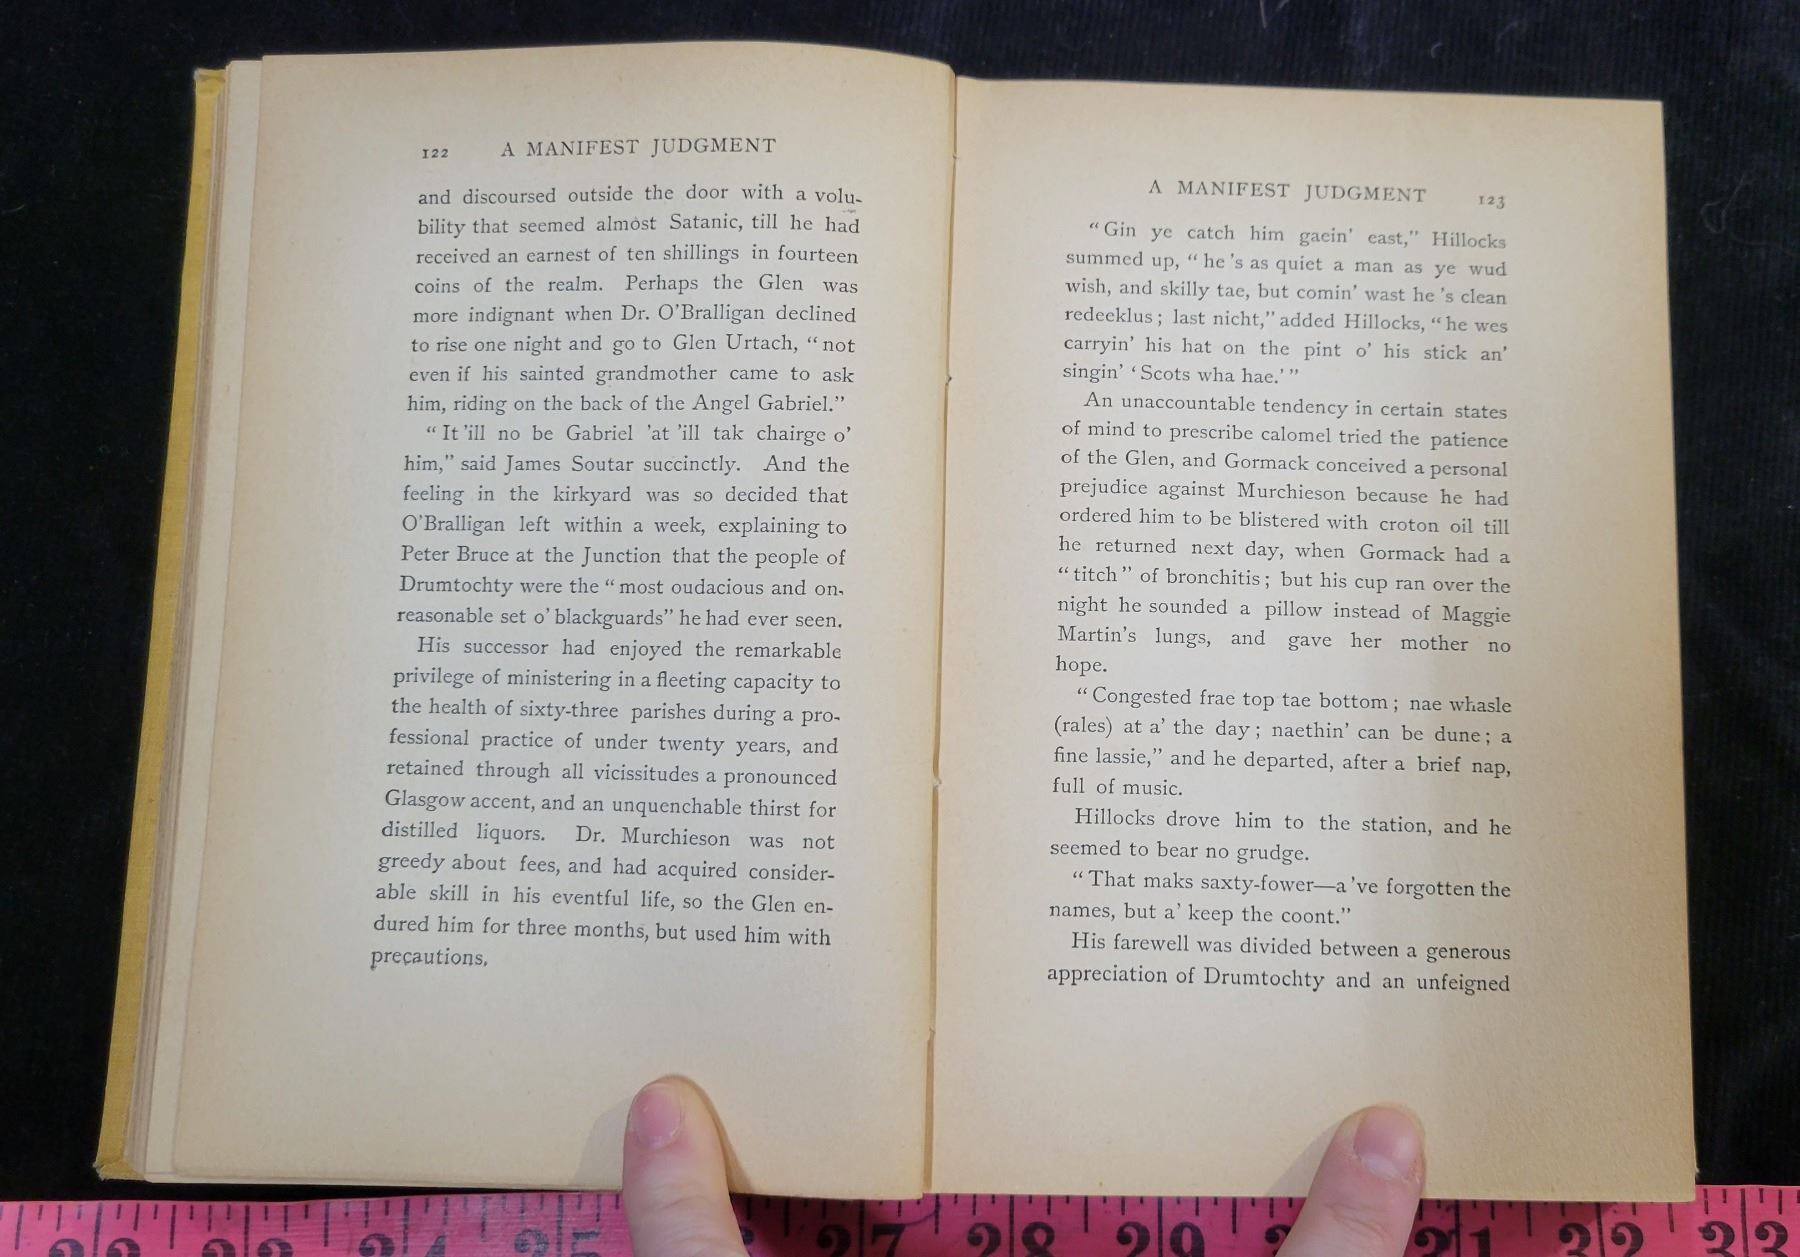 122 A MANIFEST JUDGMENT
and discoursed outside the door with a volu-
bility that seemed almost Satanic, till he had
received an earnest of ten shillings in fourteen
coins of the realm. Perhaps the Glen was
more indignant when Dr. O'Bralligan declined
to rise one night and go to Glen Urtach, "not
even if his sainted grandmother came to ask
him, riding on the back of the Angel Gabriel."
"It 'ill no be Gabriel 'at 'ill tak chairge o'
him," said James Soutar succinctly. And the
feeling in the kirkyard was so decided that
O'Bralligan left within a week, explaining to
Peter Bruce at the Junction that the people of
Drumtochty were the "most oudacious and on-
reasonable set o' blackguards" he had ever seen.
His successor had enjoyed the remarkable
privilege of ministering in a fleeting capacity to
the health of sixty-three parishes during a pro-
fessional practice of under twenty years, and
retained through all vicissitudes a pronounced
Glasgow accent, and an unquenchable thirst for
distilled liquors. Dr. Murchieson was not
greedy about fees, and had acquired consider-
able skill in his eventful life, so the Glen en-
dured him for three months, but used him with
precautions.
A MANIFEST JUDGMENT 123
"Gin ye catch him gaein' east," Hillocks
summed up, "he 's as quiet a man as ye wud
wish, and skilly tae, but comin' wast he 's clean
redeeklus; last nicht," added Hillocks, "he wes
carryin' his hat on the pint o' his stick an'
singin' 'Scots wha hae.'"
An unaccountable tendency in certain states
of mind to prescribe calomel tried the patience
of the Glen, and Gormack conceived a personal
prejudice against Murchieson because he had
ordered him to be blistered with croton oil till
he returned next day, when Gormack had a
"titch" of bronchitis; but his cup ran over the
night he sounded a pillow instead of Maggie
Martin's lungs, and gave her mother no
hope.
"Congested frae top tae bottom; nae whasle
(rales) at a' the day; naethin' can be dune; a
fine lassie," and he departed, after a brief nap,
full of music.
Hillocks drove him to the station, and he
seemed to bear no grudge.
"That maks saxty-fower—a 've forgotten the
names, but a' keep the coont."
His farewell was divided between a generous
appreciation of Drumtochty and an unfeigned
27 28 29 31 32 33